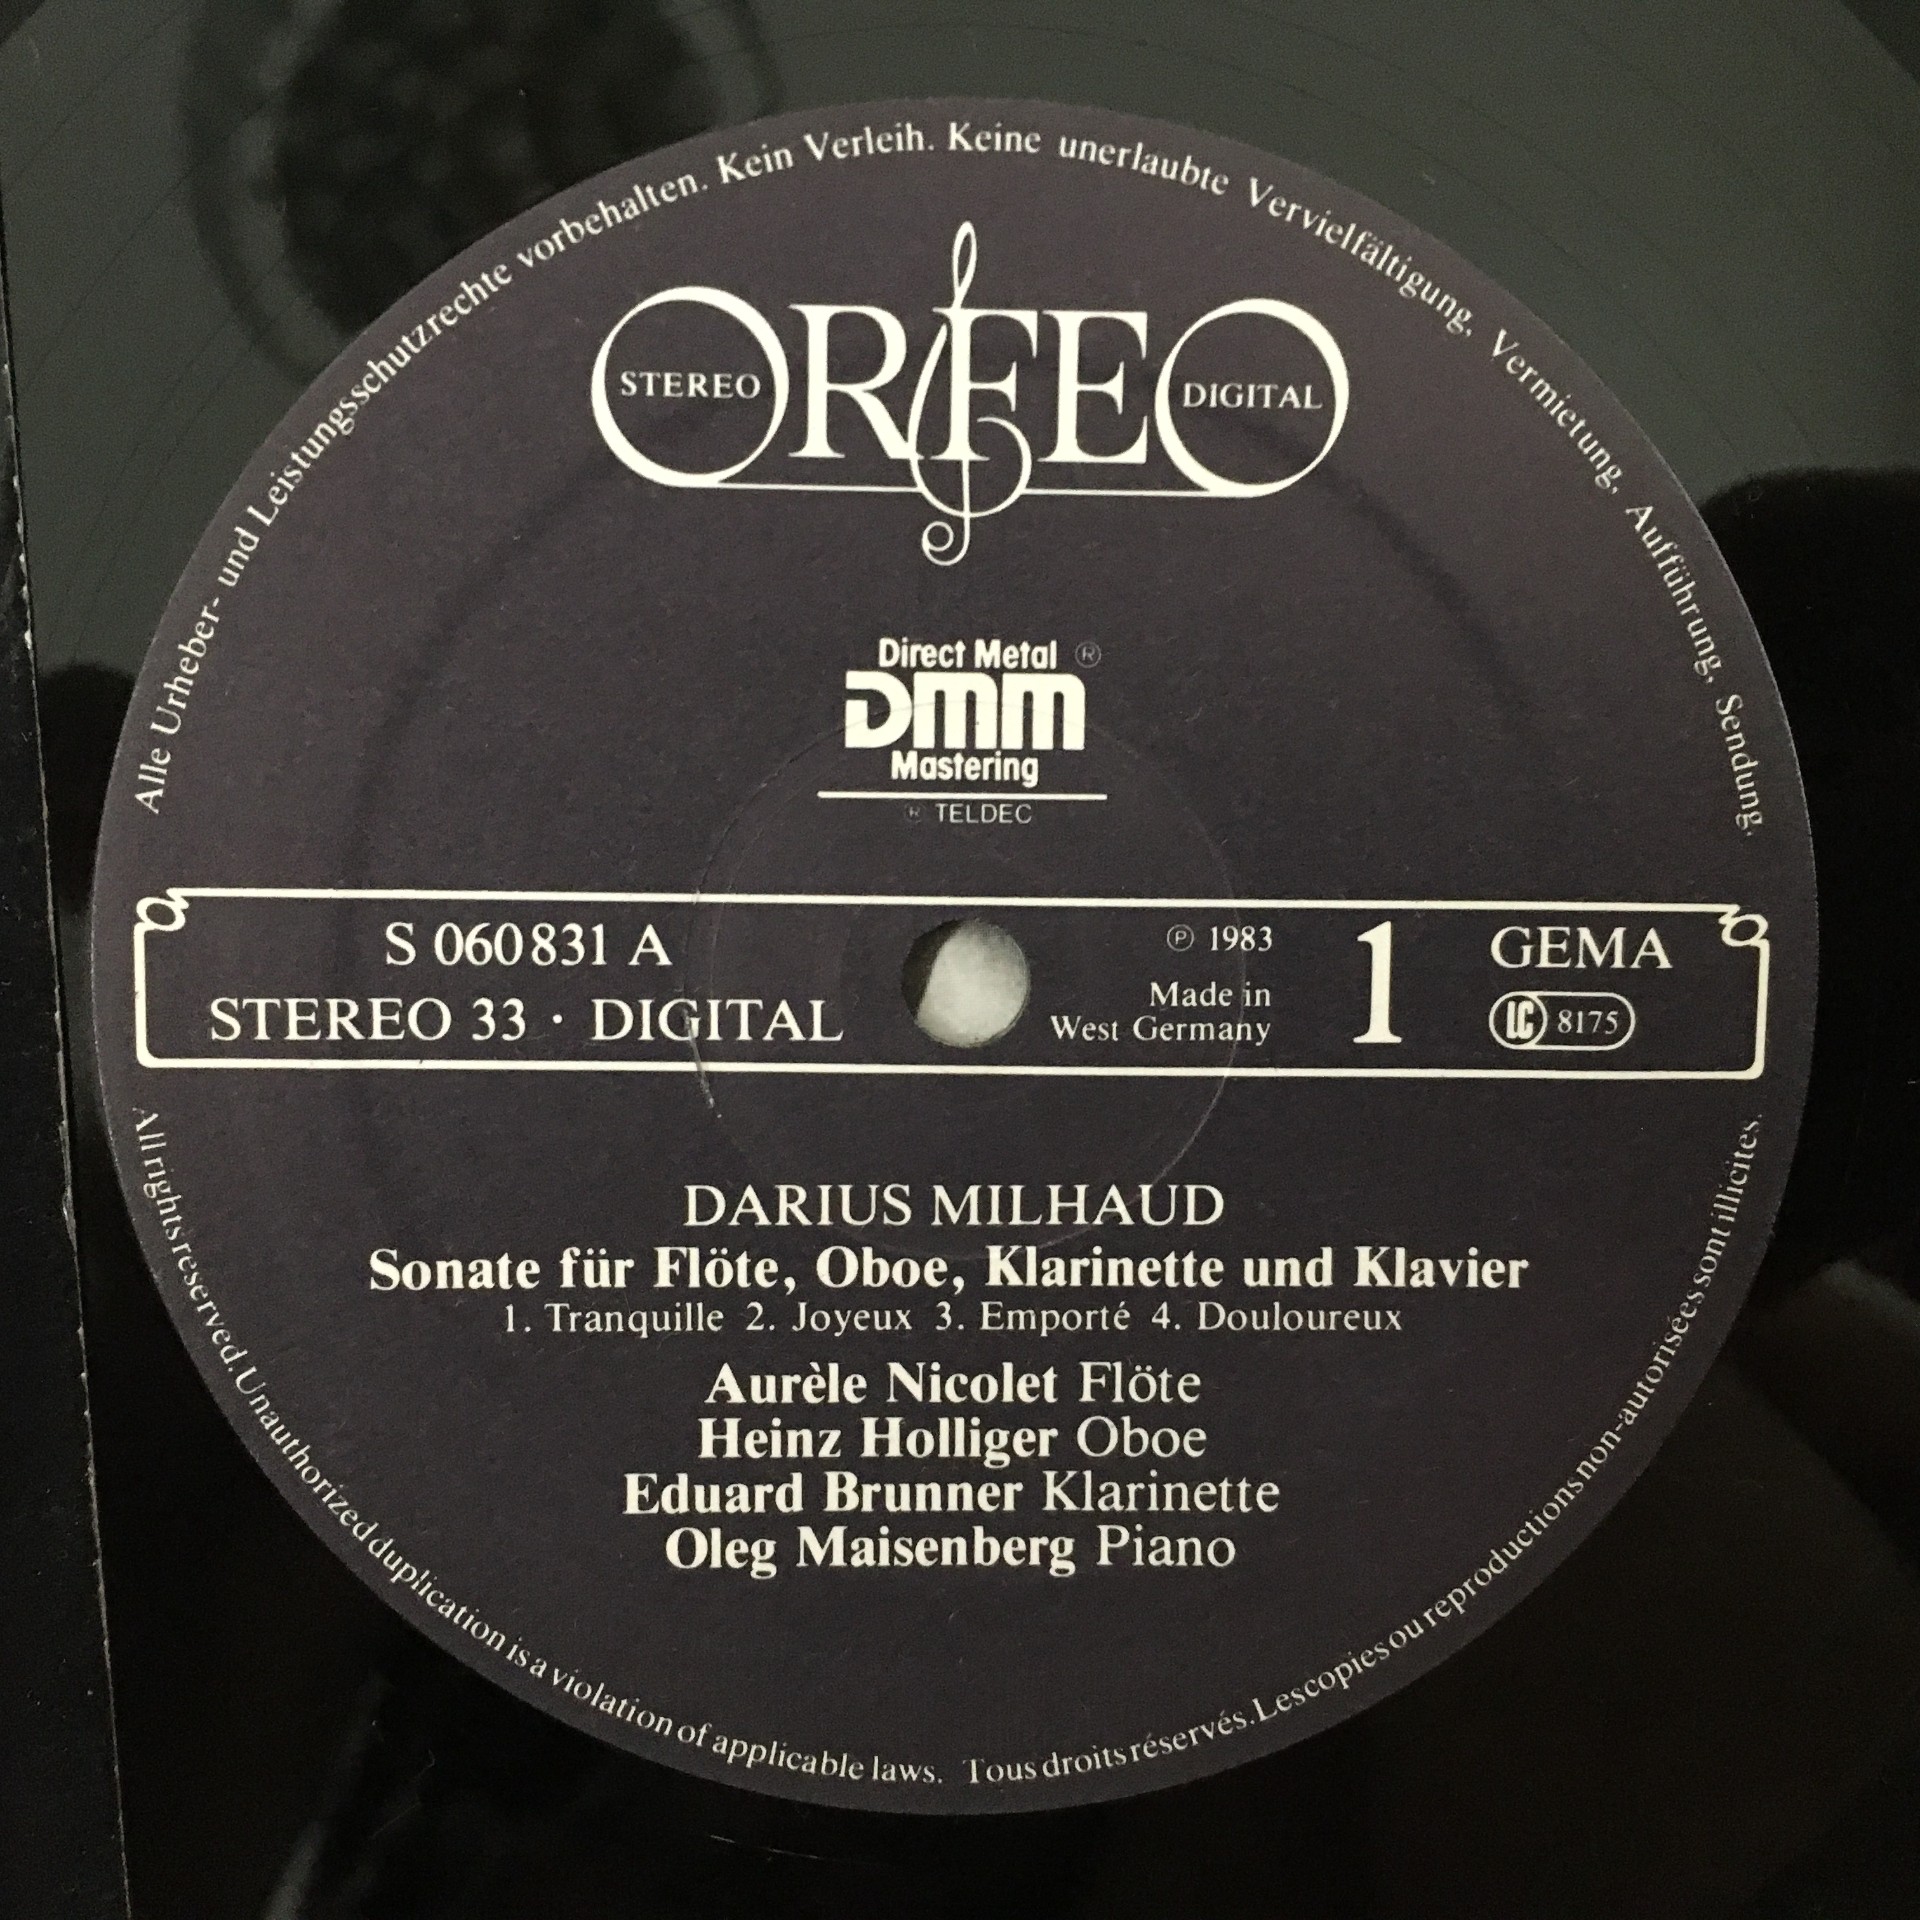 Alle Urheber- und Leistungsschutzrechte vorbehalten. Kein Verleih. Keine unerlaubte Vervielfältigung, Vermietung, Aufführung, Sendung.
ORFEO
STEREO
DIGITAL
Direct Metal ®
DMM
Mastering
® TELDEC
S 060831 A
STEREO 33 · DIGITAL
℗ 1983
Made in
West Germany
1
GEMA
LC 8175
DARIUS MILHAUD
Sonate für Flöte, Oboe, Klarinette und Klavier
1. Tranquille 2. Joyeux 3. Emporté 4. Douloureux
Aurèle Nicolet Flöte
Heinz Holliger Oboe
Eduard Brunner Klarinette
Oleg Maisenberg Piano
All rights reserved. Unauthorized duplication is a violation of applicable laws. Tous droits réservés. Les copies ou reproductions non-autorisées sont illicites.